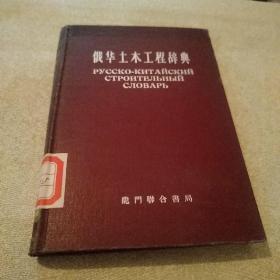 俄华土木工程辞典
РУССКО-КИТАЙСКИЙ
СТРОИТЕЛЬНЫЙ
СЛОВАРЬ
龍門聯合書局